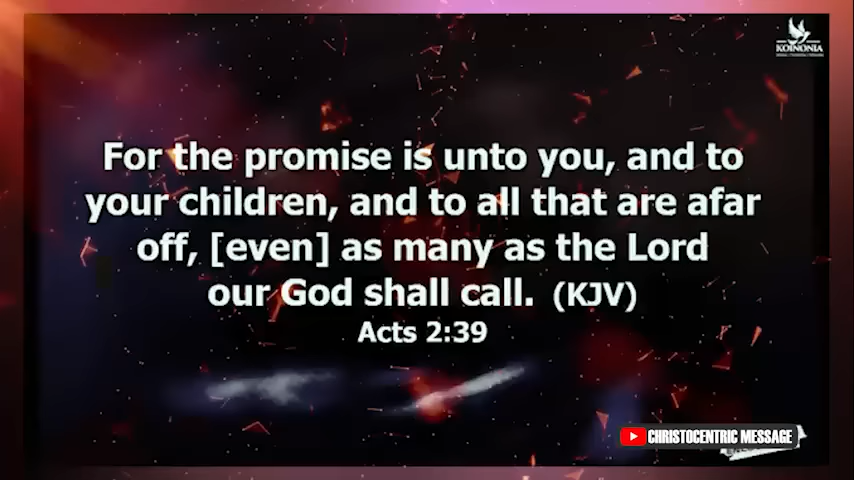 KOINONIA
For the promise is unto you, and to
your children, and to all that are afar
off, [even] as many as the Lord
our God shall call. (KJV)
Acts 2:39
CHRISTOCENTRIC MESSAGE